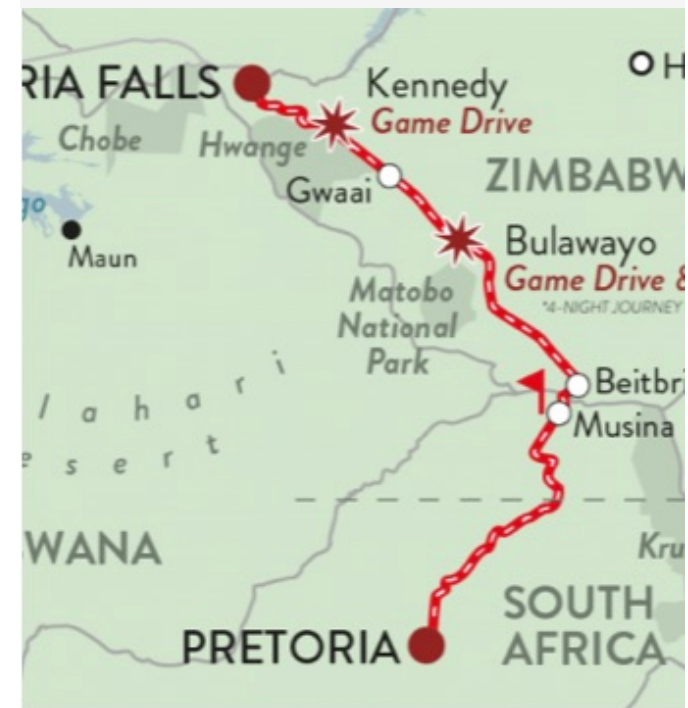 RIA FALLS
Kennedy
Game Drive
H
Chobe
Hwange
Gwaai
ZIMBABW
go
Maun
Bulawayo
Game Drive &
*4-NIGHT JOURNEY
Matobo
National
Park
Beitbri
Musina
l a h a r i
e s e r t
WANA
Kru
SOUTH
AFRICA
PRETORIA